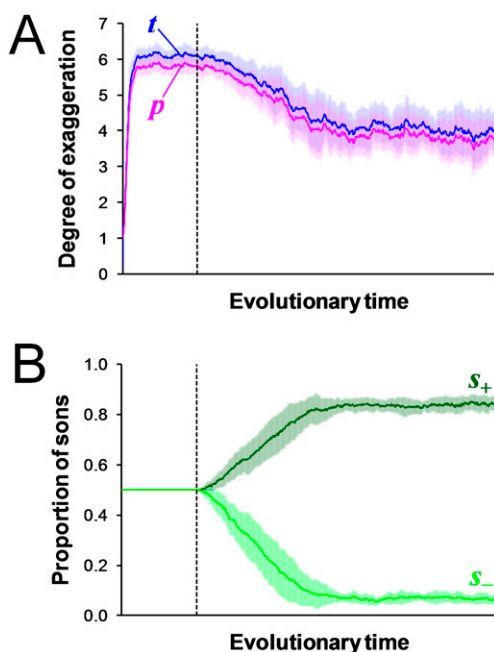 A
Degree of exaggeration
7
6
5
4
3
2
1
0
t
p
Evolutionary time
B
Proportion of sons
1.0
0.8
0.6
0.4
0.2
0.0
s+
s−
Evolutionary time